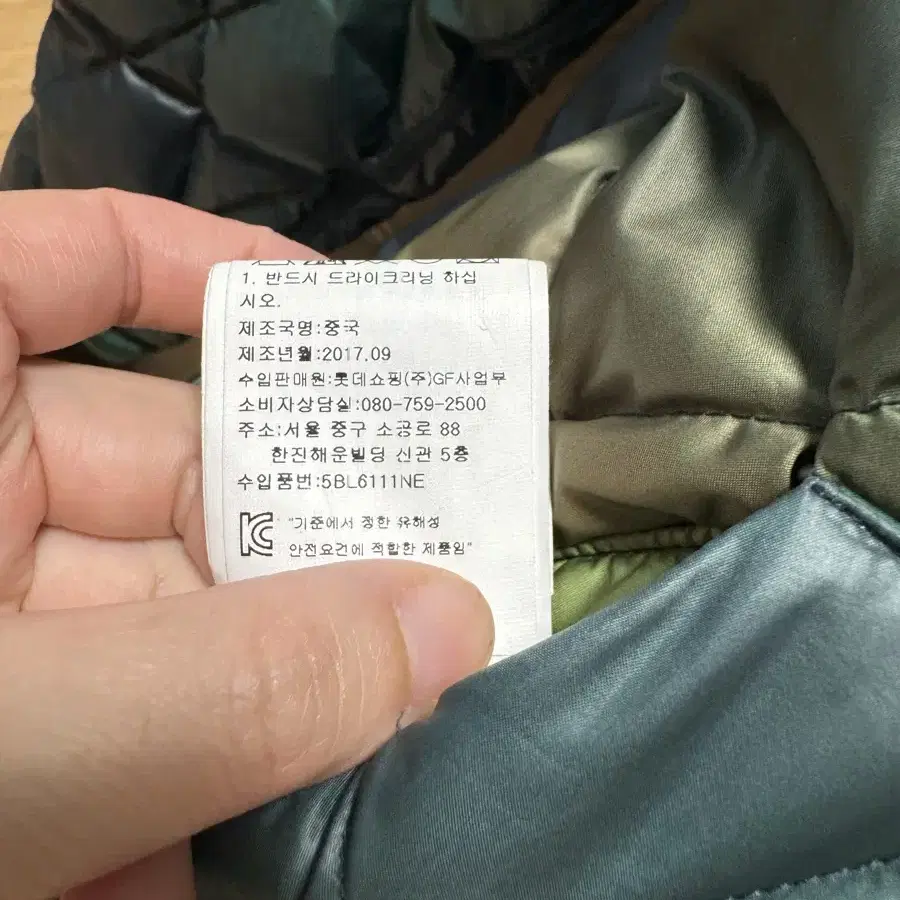 1. 반드시 드라이크리닝 하십
시오.
제조국명:중국
제조년월:2017.09
수입판매원:롯데쇼핑(주)GF사업부
소비자상담실:080-759-2500
주소:서울 중구 소공로 88
한진해운빌딩 신관 5층
수입품번:5BL6111NE
KC "기준에서 정한 유해성
안전요건에 적합한 제품임"